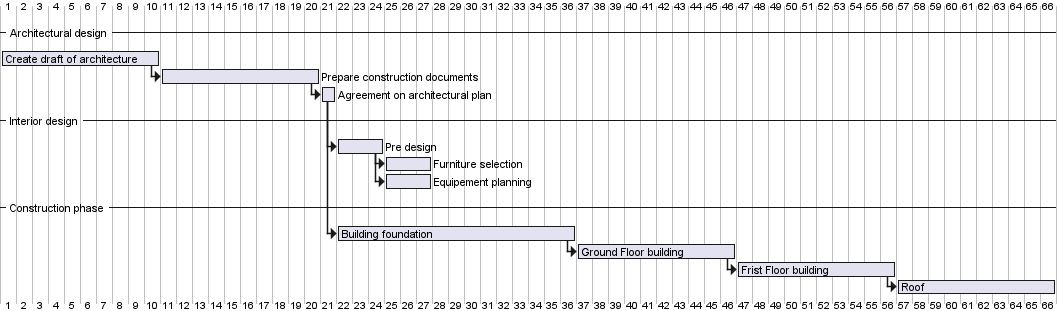 1 2 3 4 5 6 7 8 9 10 11 12 13 14 15 16 17 18 19 20 21 22 23 24 25 26 27 28 29 30 31 32 33 34 35 36 37 38 39 40 41 42 43 44 45 46 47 48 49 50 51 52 53 54 55 56 57 58 59 60 61 62 63 64 65 66
Architectural design
Create draft of architecture
Prepare construction documents
Agreement on architectural plan
Interior design
Pre design
Furniture selection
Equipement planning
Construction phase
Building foundation
Ground Floor building
Frist Floor building
Roof
1 2 3 4 5 6 7 8 9 10 11 12 13 14 15 16 17 18 19 20 21 22 23 24 25 26 27 28 29 30 31 32 33 34 35 36 37 38 39 40 41 42 43 44 45 46 47 48 49 50 51 52 53 54 55 56 57 58 59 60 61 62 63 64 65 66